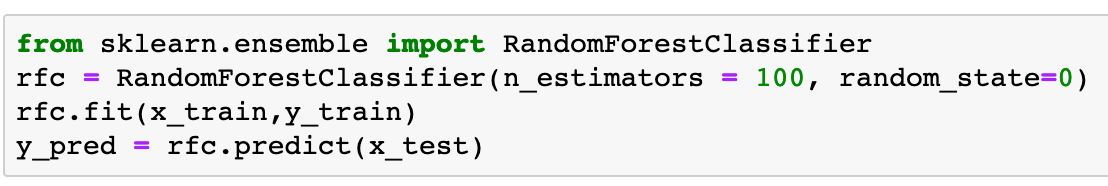 from sklearn.ensemble import RandomForestClassifier
rfc = RandomForestClassifier(n_estimators = 100, random_state=0)
rfc.fit(x_train,y_train)
y_pred = rfc.predict(x_test)